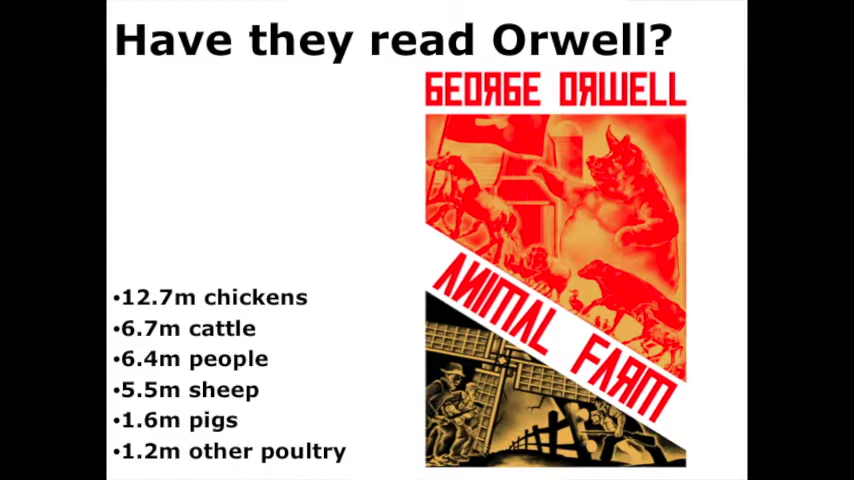 Have they read Orwell?
GEORGE ORWELL
ANIMAL FARM
•12.7m chickens
•6.7m cattle
•6.4m people
•5.5m sheep
•1.6m pigs
•1.2m other poultry